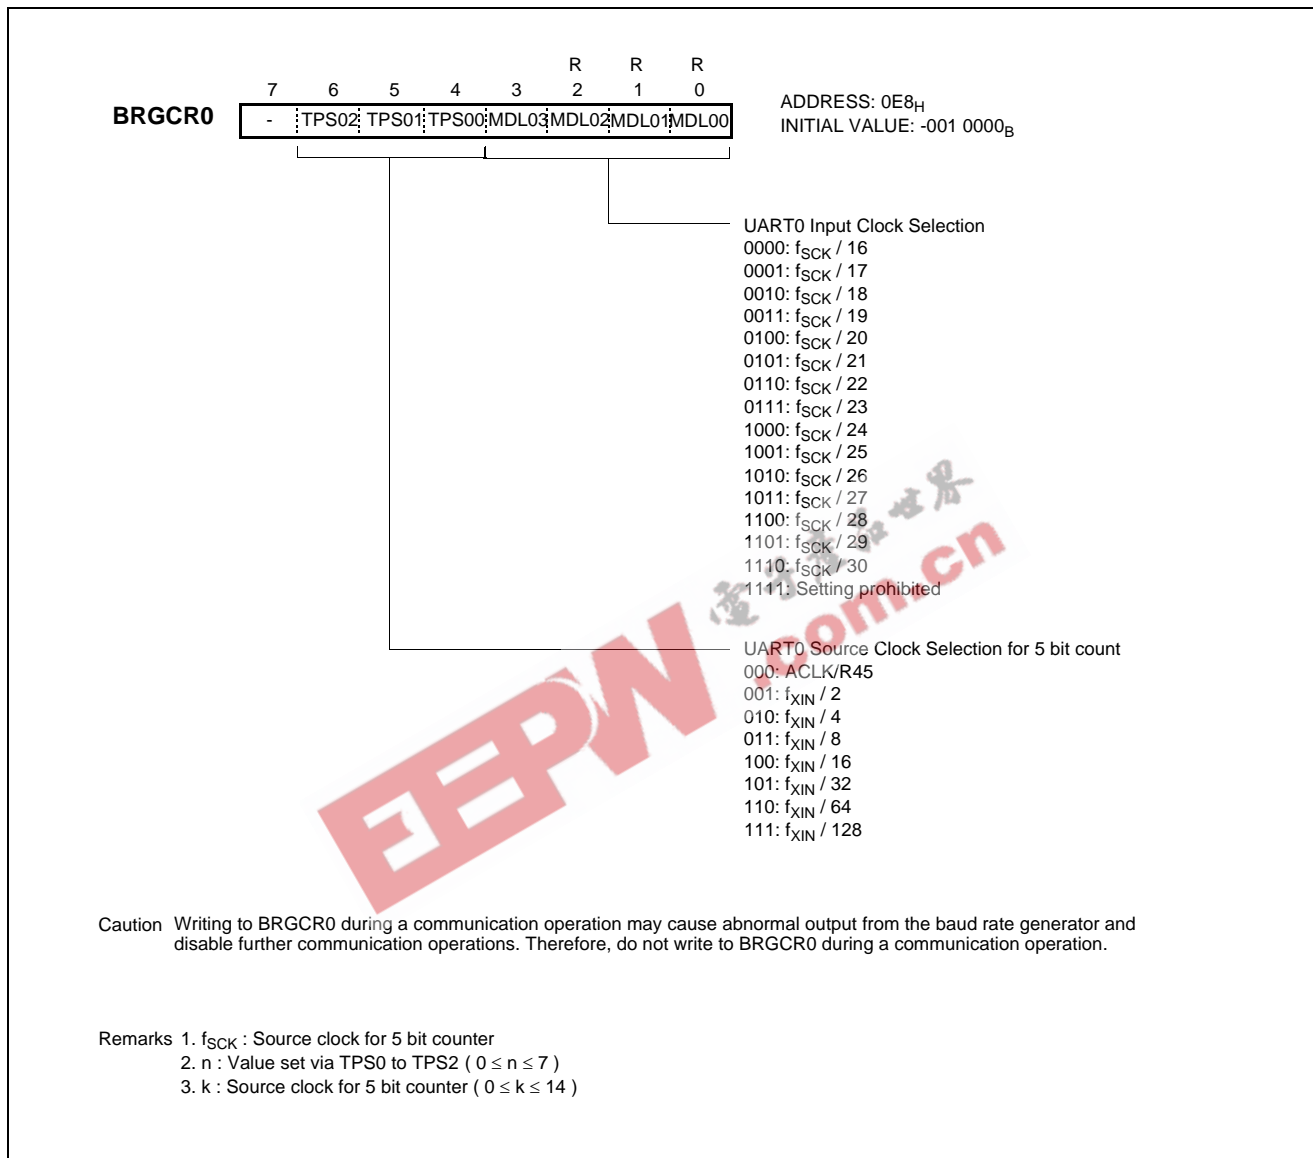 R R R
7 6 5 4 3 2 1 0
BRGCR0 - TPS02 TPS01 TPS00 MDL03 MDL02 MDL01 MDL00
ADDRESS: 0E8H
INITIAL VALUE: -001 0000B
UART0 Input Clock Selection
0000: fSCK / 16
0001: fSCK / 17
0010: fSCK / 18
0011: fSCK / 19
0100: fSCK / 20
0101: fSCK / 21
0110: fSCK / 22
0111: fSCK / 23
1000: fSCK / 24
1001: fSCK / 25
1010: fSCK / 26
1011: fSCK / 27
1100: fSCK / 28
1101: fSCK / 29
1110: fSCK / 30
1111: Setting prohibited
UART0 Source Clock Selection for 5 bit count
000: ACLK/R45
001: fXIN / 2
010: fXIN / 4
011: fXIN / 8
100: fXIN / 16
101: fXIN / 32
110: fXIN / 64
111: fXIN / 128
EEPW
電子產品世界
.com.cn
Caution Writing to BRGCR0 during a communication operation may cause abnormal output from the baud rate generator and
disable further communication operations. Therefore, do not write to BRGCR0 during a communication operation.
Remarks 1. fSCK : Source clock for 5 bit counter
2. n : Value set via TPS0 to TPS2 ( 0 ≤ n ≤ 7 )
3. k : Source clock for 5 bit counter ( 0 ≤ k ≤ 14 )